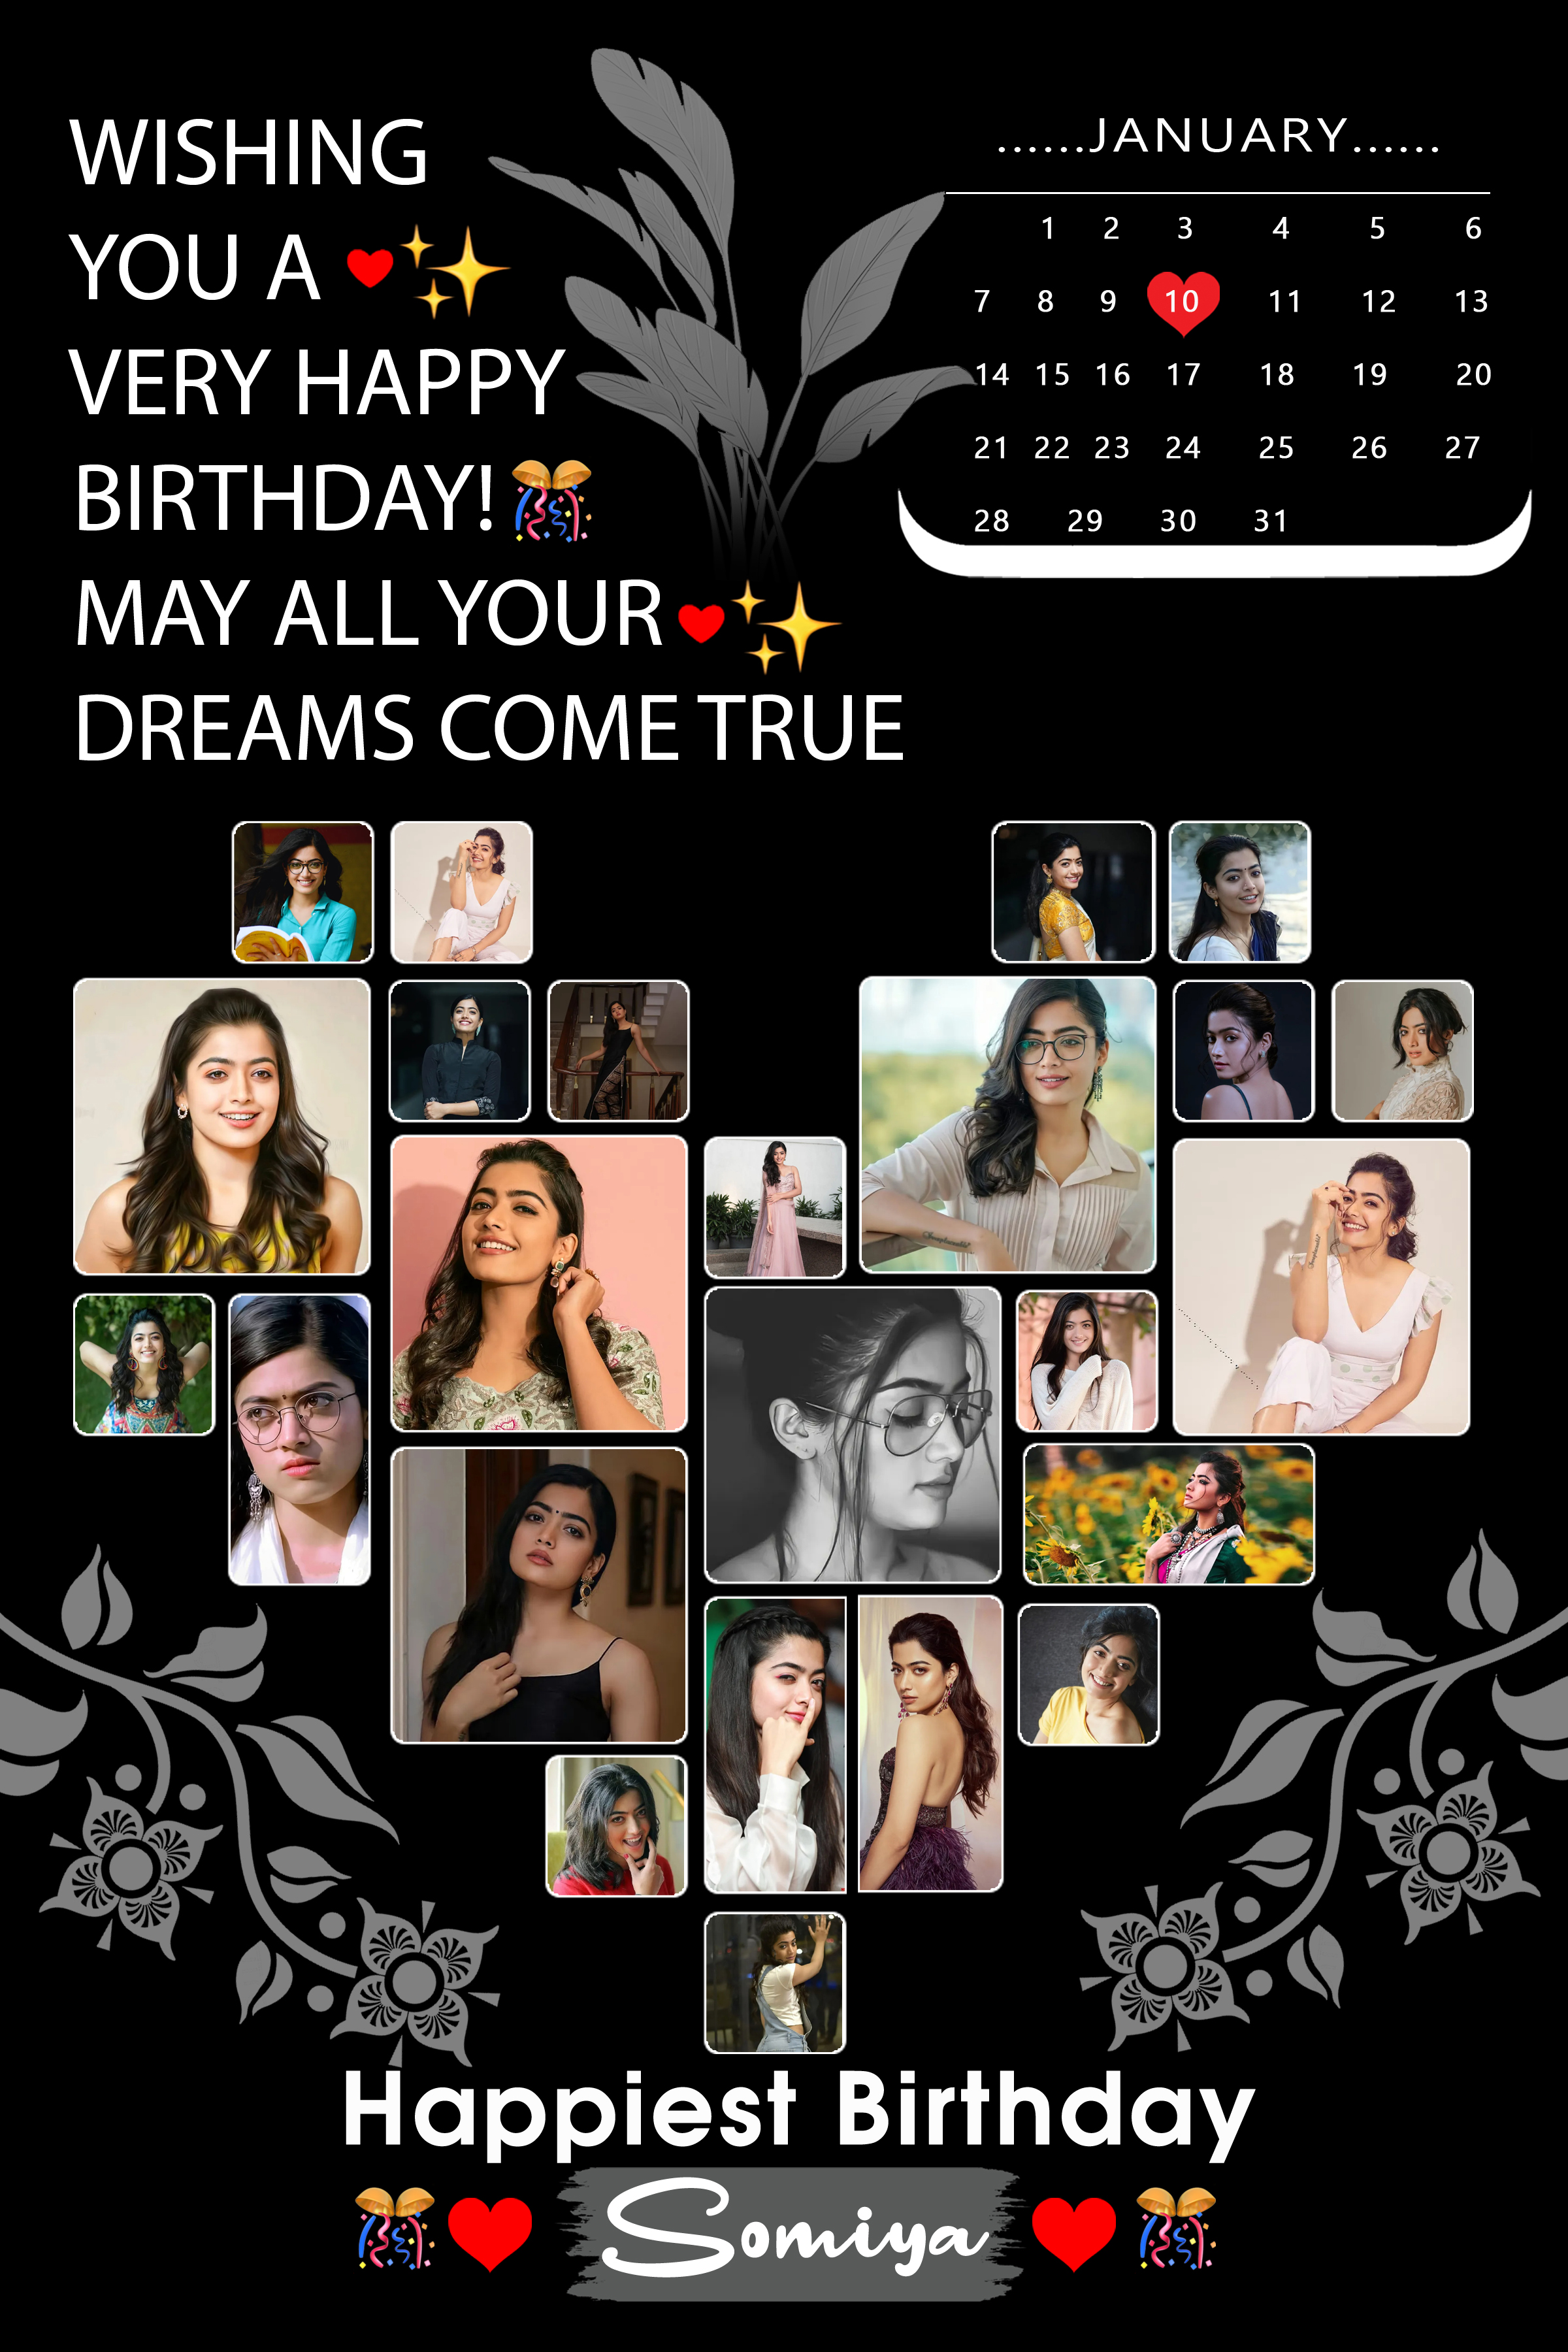 WISHING
YOU A
VERY HAPPY
BIRTHDAY!
MAY ALL YOUR
DREAMS COME TRUE
......JANUARY......
1 2 3 4 5 6
7 8 9 10 11 12 13
14 15 16 17 18 19 20
21 22 23 24 25 26 27
28 29 30 31
Happiest Birthday
Somiya